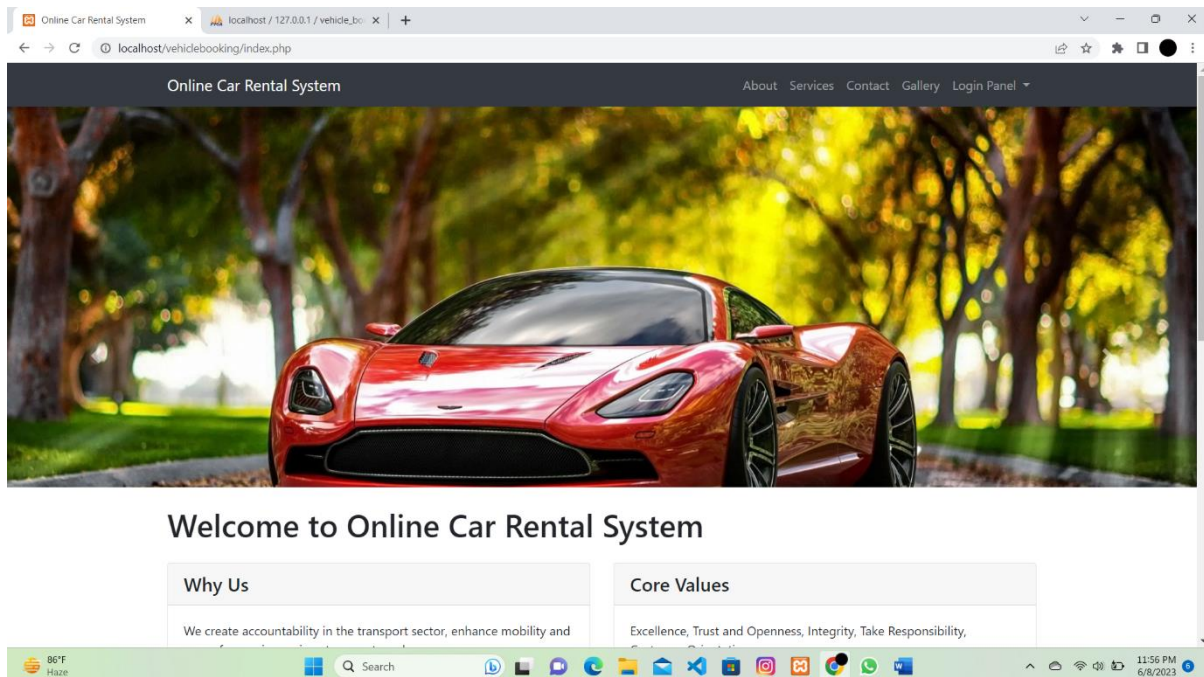 Online Car Rental System
localhost / 127.0.0.1 / vehicle_bo
localhost/vehiclebooking/index.php
Online Car Rental System
About Services Contact Gallery Login Panel
Welcome to Online Car Rental System
Why Us
Core Values
We create accountability in the transport sector, enhance mobility and
Excellence, Trust and Openness, Integrity, Take Responsibility,
86°F
Haze
Search
11:56 PM
6/8/2023
6